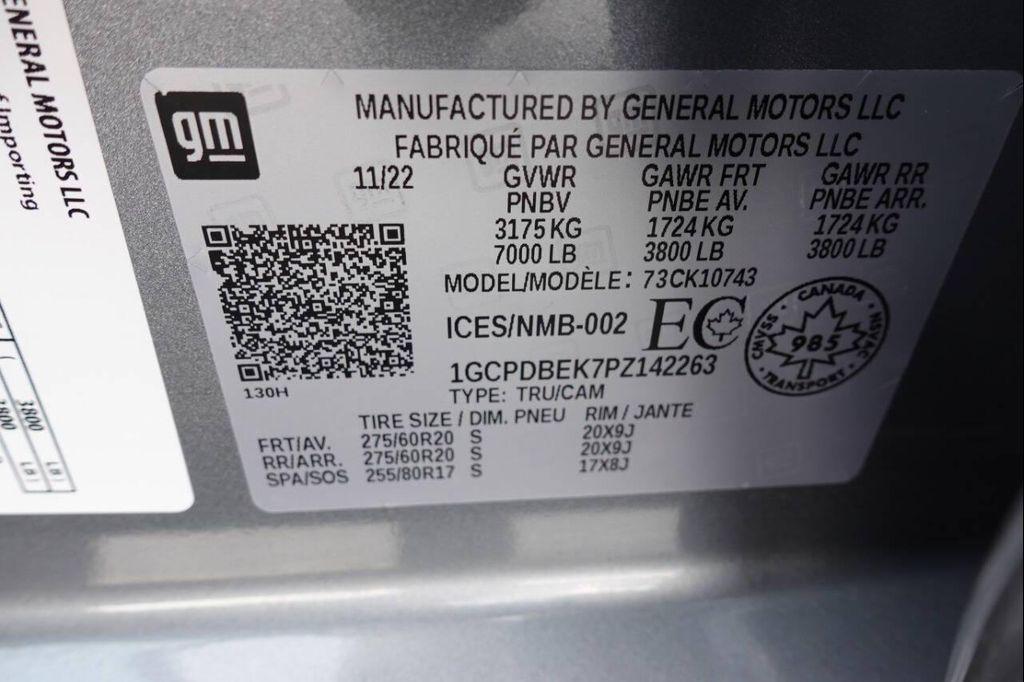 GENERAL MOTORS LLC
importing
3800
LB
gm
MANUFACTURED BY GENERAL MOTORS LLC
FABRIQUÉ PAR GENERAL MOTORS LLC
11/22 GVWR GAWR FRT GAWR RR
PNBV PNBE AV. PNBE ARR.
3175 KG 1724 KG 1724 KG
7000 LB 3800 LB 3800 LB
MODEL/MODÈLE: 73CK10743
ICES/NMB-002 EC
CANADA
CMVSS NSVAC
985
TRANSPORT
1GCPDBEK7PZ142263
130H
TYPE: TRU/CAM
TIRE SIZE / DIM. PNEU RIM / JANTE
FRT/AV. 275/60R20 S 20X9J
RR/ARR. 275/60R20 S 20X9J
SPA/SOS 255/80R17 S 17X8J